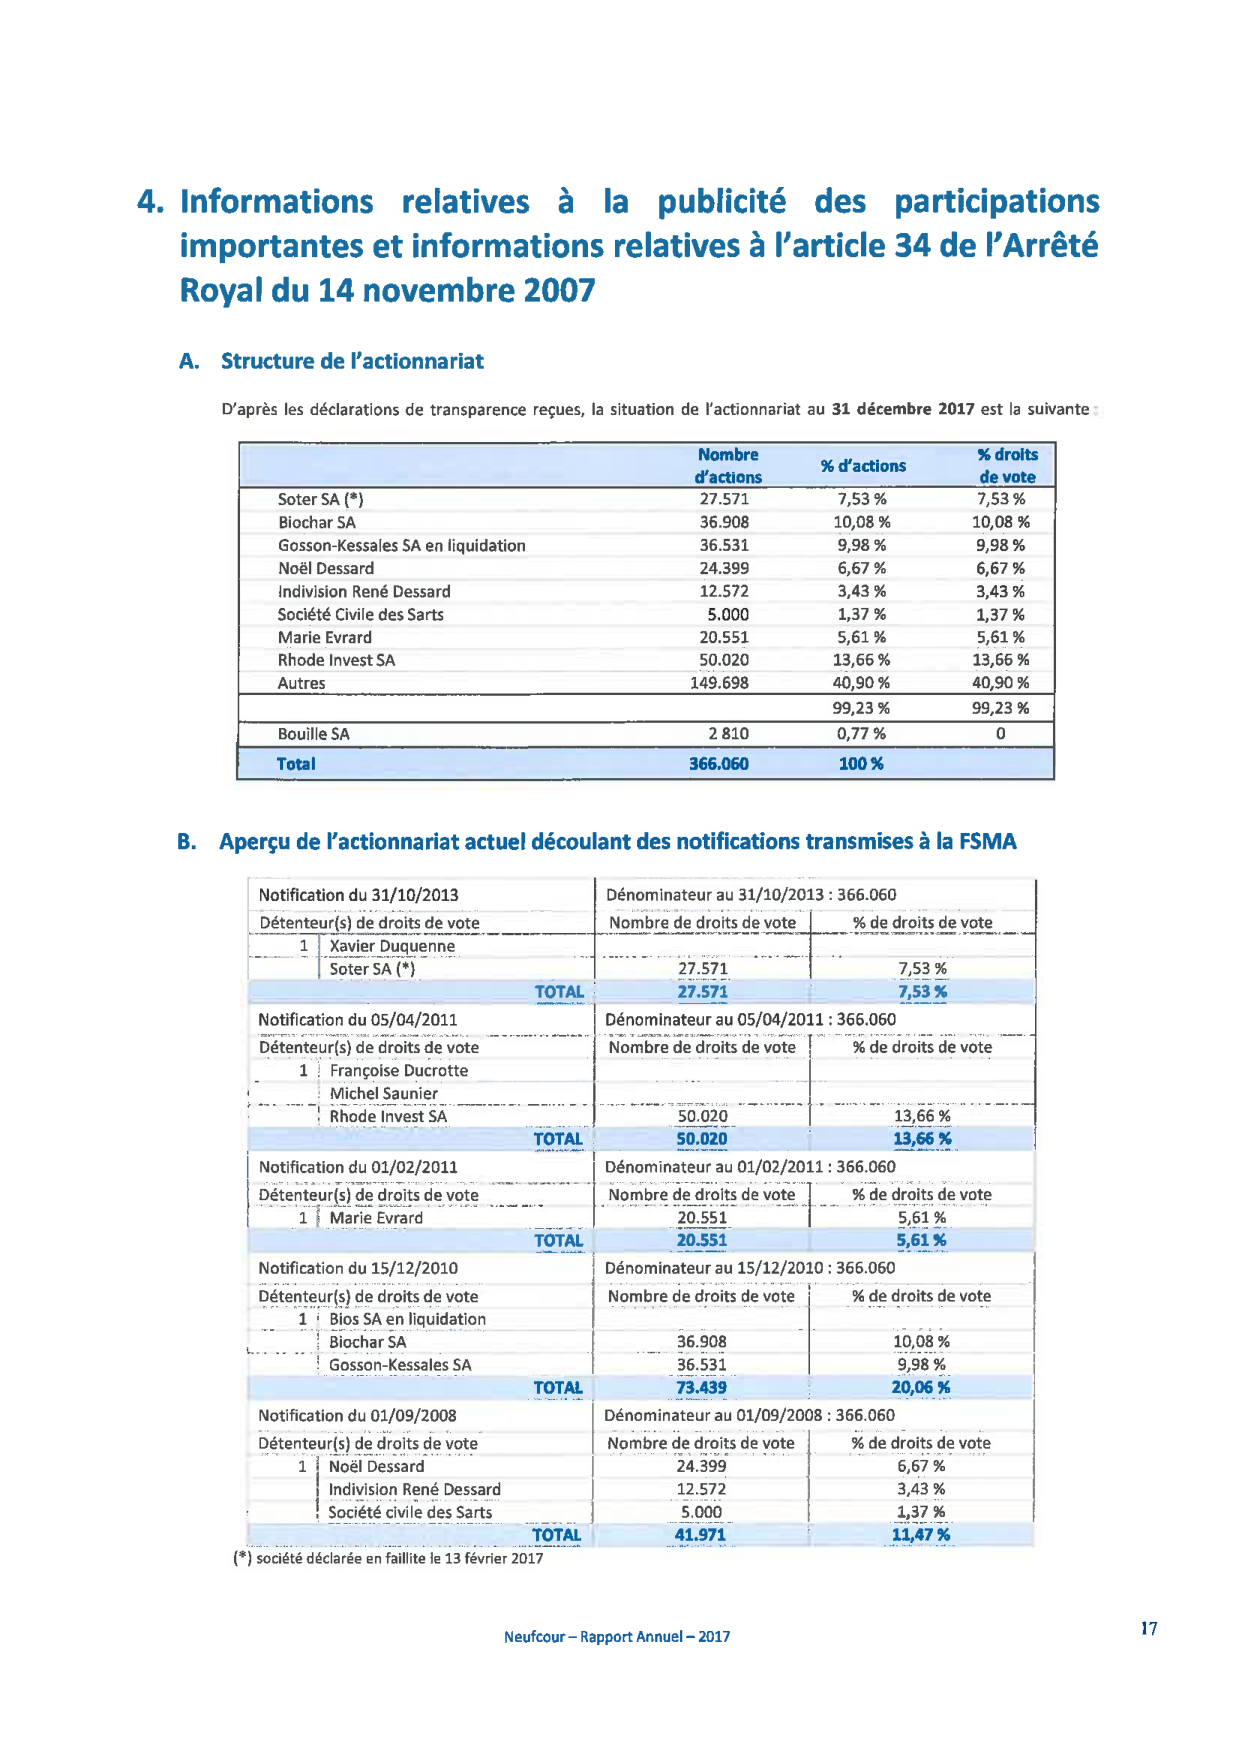 4. Informations relatives à la publicité des participations
importantes et informations relatives à l'article 34 de l'Arrêté
Royal du 14 novembre 2007
A. Structure de l'actionnariat
D'après les déclarations de transparence reçues, la situation de l'actionnariat au 31 décembre 2017 est la suivante :
Nombre d'actions % d'actions % droits de vote
Soter SA (*) 27.571 7,53 % 7,53 %
Biochar SA 36.908 10,08 % 10,08 %
Gosson-Kessales SA en liquidation 36.531 9,98 % 9,98 %
Noël Dessard 24.399 6,67 % 6,67 %
Indivision René Dessard 12.572 3,43 % 3,43 %
Société Civile des Sarts 5.000 1,37 % 1,37 %
Marie Evrard 20.551 5,61 % 5,61 %
Rhode Invest SA 50.020 13,66 % 13,66 %
Autres 149.698 40,90 % 40,90 %
99,23 % 99,23 %
Bouille SA 2 810 0,77 % 0
Total 366.060 100 %
B. Aperçu de l'actionnariat actuel découlant des notifications transmises à la FSMA
Notification du 31/10/2013 Dénominateur au 31/10/2013 : 366.060
Détenteur(s) de droits de vote Nombre de droits de vote % de droits de vote
1 Xavier Duquenne
Soter SA (*) 27.571 7,53 %
TOTAL 27.571 7,53 %
Notification du 05/04/2011 Dénominateur au 05/04/2011 : 366.060
Détenteur(s) de droits de vote Nombre de droits de vote % de droits de vote
1 Françoise Ducrotte
Michel Saunier
Rhode Invest SA 50.020 13,66 %
TOTAL 50.020 13,66 %
Notification du 01/02/2011 Dénominateur au 01/02/2011 : 366.060
Détenteur(s) de droits de vote Nombre de droits de vote % de droits de vote
1 Marie Evrard 20.551 5,61 %
TOTAL 20.551 5,61 %
Notification du 15/12/2010 Dénominateur au 15/12/2010 : 366.060
Détenteur(s) de droits de vote Nombre de droits de vote % de droits de vote
1 Bios SA en liquidation
Biochar SA 36.908 10,08 %
Gosson-Kessales SA 36.531 9,98 %
TOTAL 73.439 20,06 %
Notification du 01/09/2008 Dénominateur au 01/09/2008 : 366.060
Détenteur(s) de droits de vote Nombre de droits de vote % de droits de vote
1 Noël Dessard 24.399 6,67 %
Indivision René Dessard 12.572 3,43 %
Société civile des Sarts 5.000 1,37 %
TOTAL 41.971 11,47 %
(*) société déclarée en faillite le 13 février 2017
Neufcour – Rapport Annuel – 2017
17